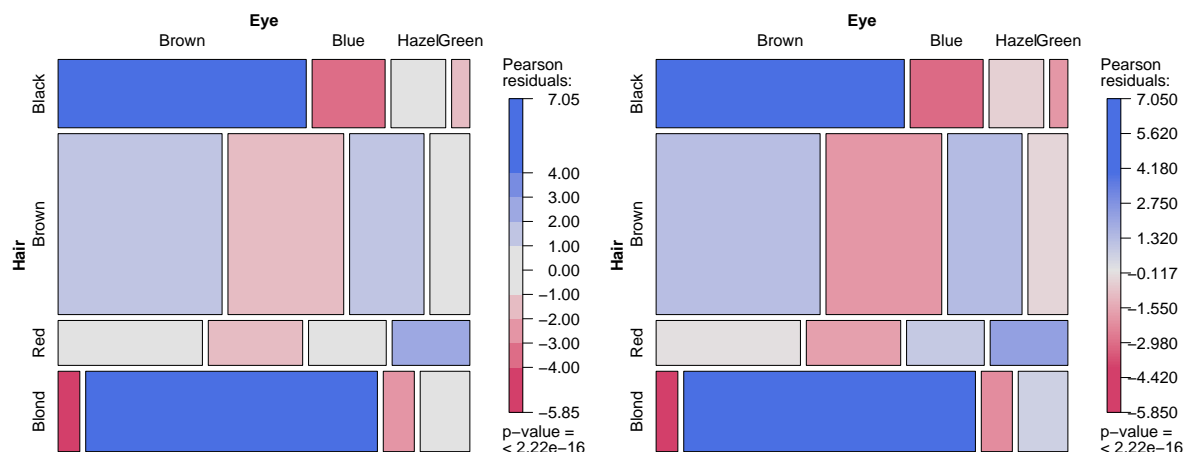 Eye
Brown Blue Hazel Green
Pearson
residuals:
Hair
Black
Brown
Red
Blond
7.05
4.00
3.00
2.00
1.00
0.00
−1.00
−2.00
−3.00
−4.00
−5.85
p−value =
< 2.22e−16
Eye
Brown Blue Hazel Green
Pearson
residuals:
Hair
Black
Brown
Red
Blond
7.050
5.620
4.180
2.750
1.320
−0.117
−1.550
−2.980
−4.420
−5.850
p−value =
< 2.22e−16